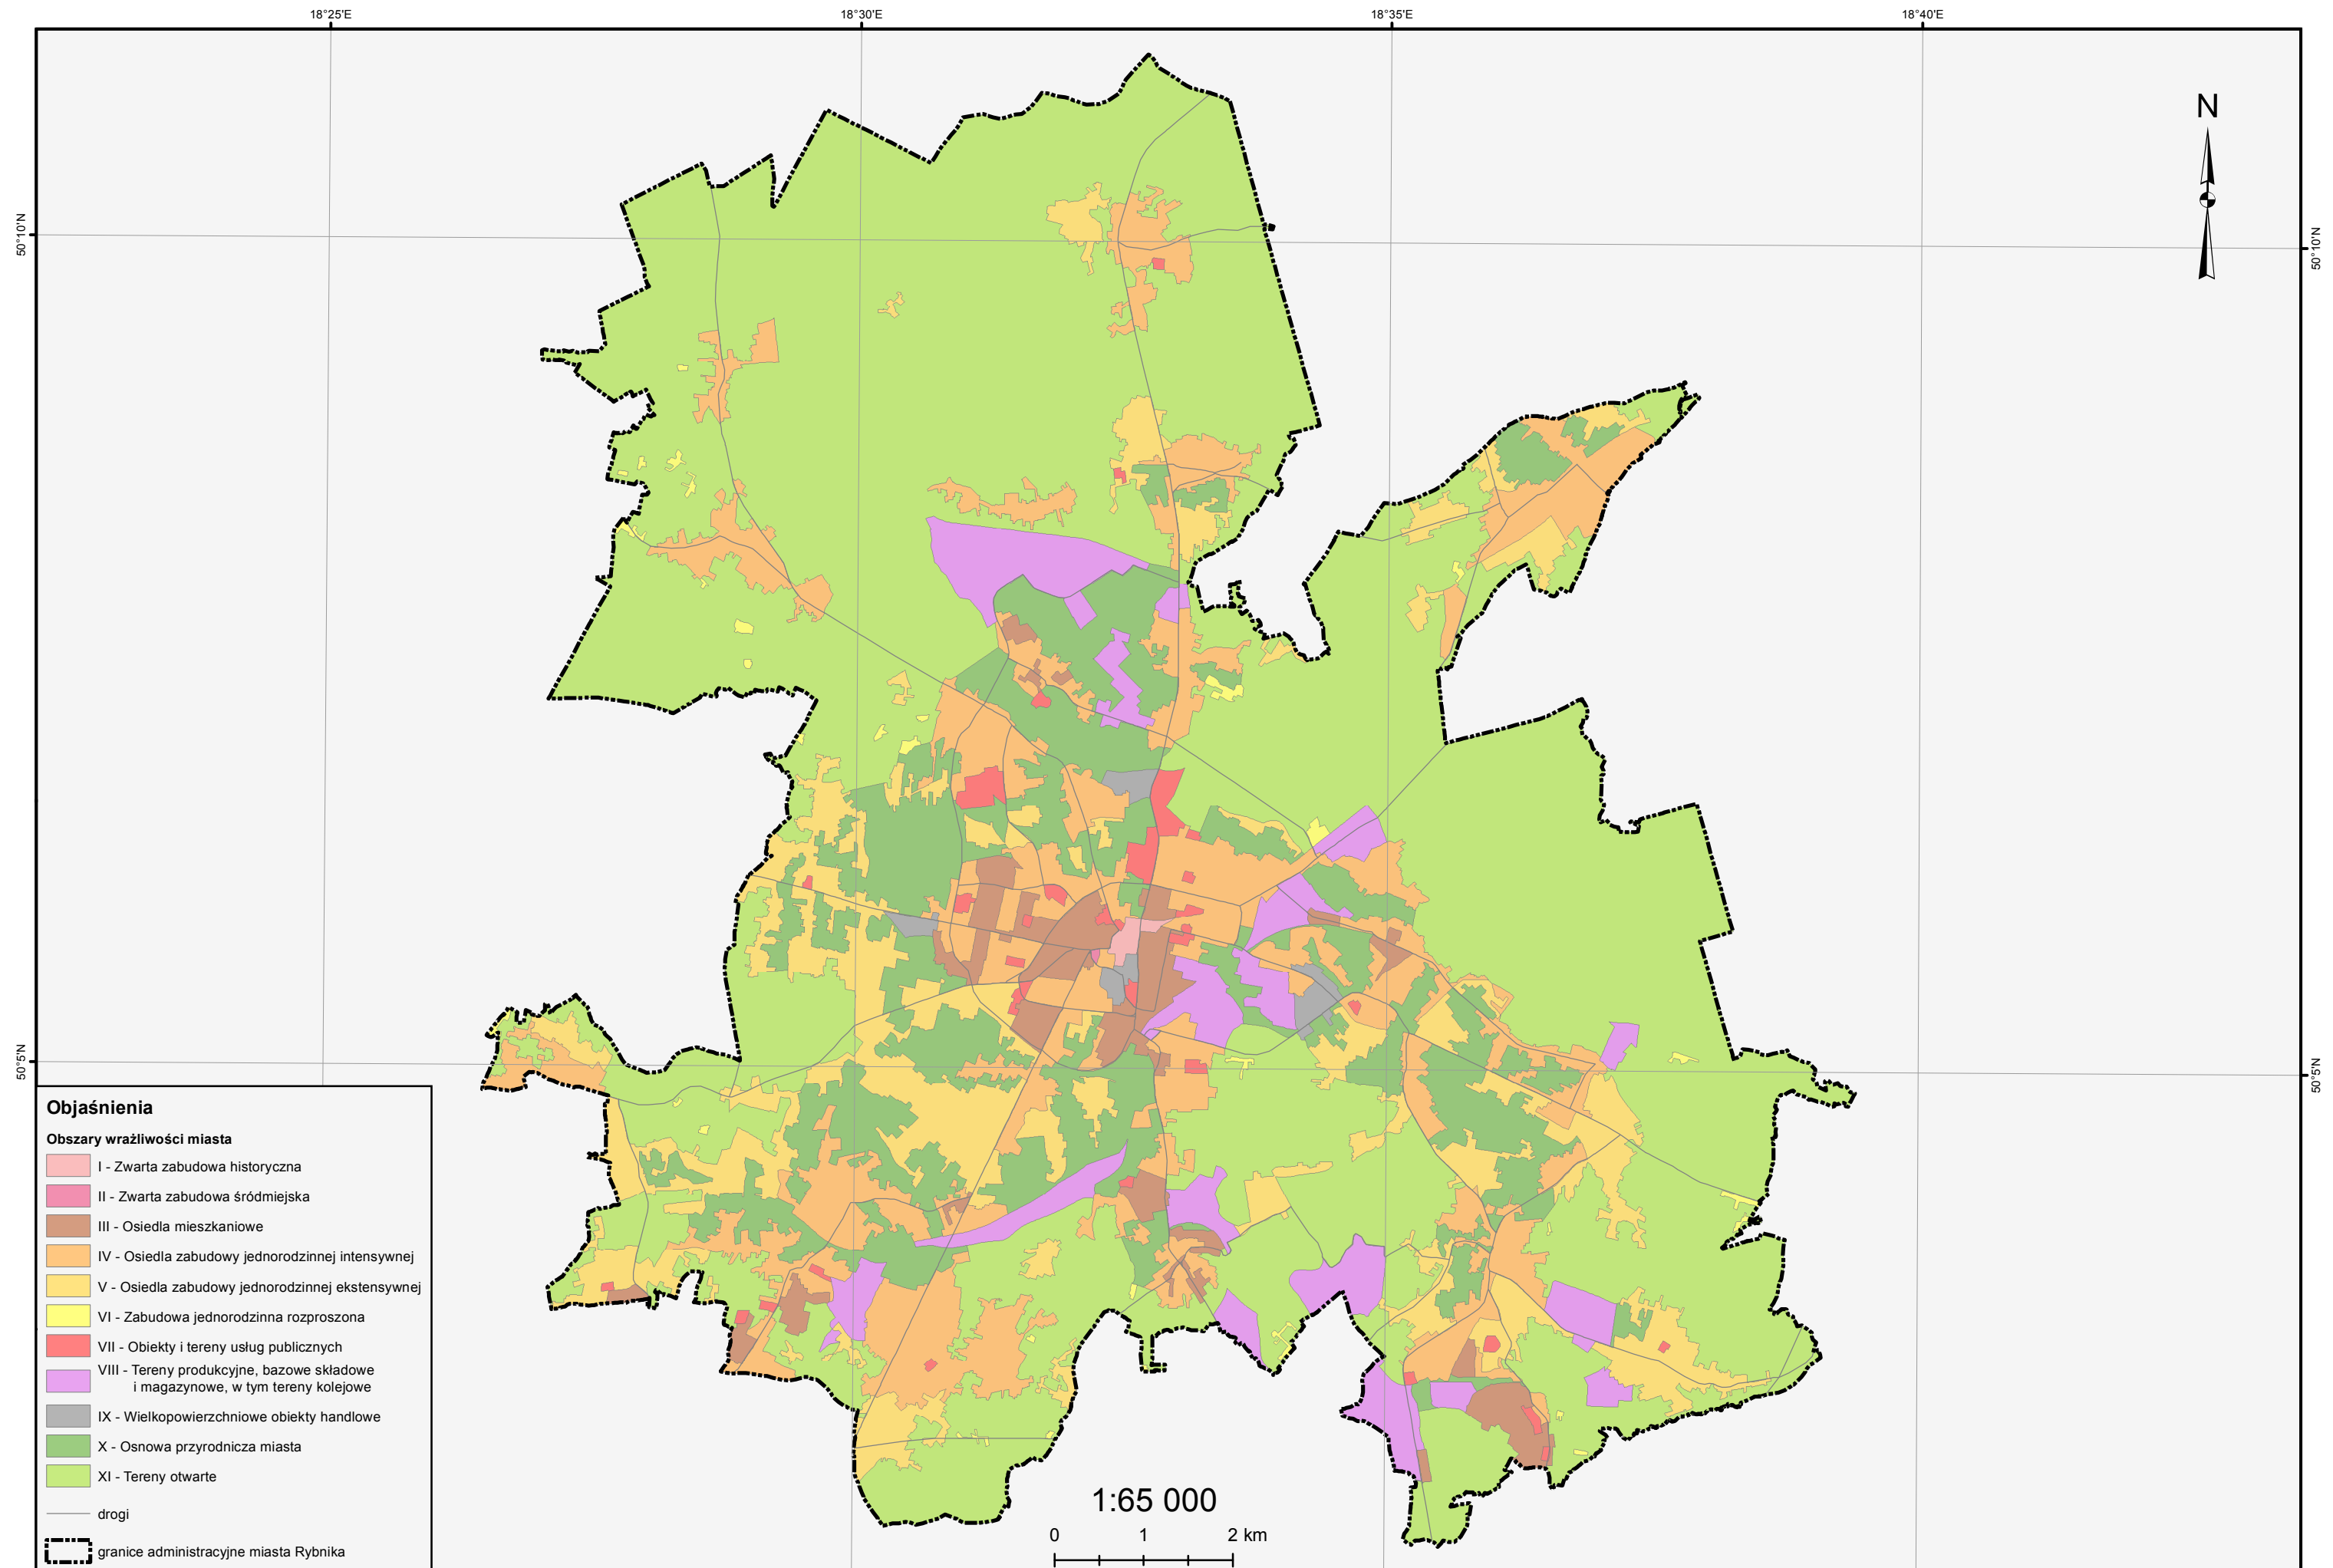 18°25'E 18°30'E 18°35'E 18°40'E
N
50°10'N
50°10'N
50°5'N
50°5'N
Objaśnienia
Obszary wrażliwości miasta
I - Zwarta zabudowa historyczna
II - Zwarta zabudowa śródmiejska
III - Osiedla mieszkaniowe
IV - Osiedla zabudowy jednorodzinnej intensywnej
V - Osiedla zabudowy jednorodzinnej ekstensywnej
VI - Zabudowa jednorodzinna rozproszona
VII - Obiekty i tereny usług publicznych
VIII - Tereny produkcyjne, bazowe składowe
i magazynowe, w tym tereny kolejowe
IX - Wielkopowierzchniowe obiekty handlowe
X - Osnowa przyrodnicza miasta
XI - Tereny otwarte
drogi
granice administracyjne miasta Rybnika
1:65 000
0 1 2 km